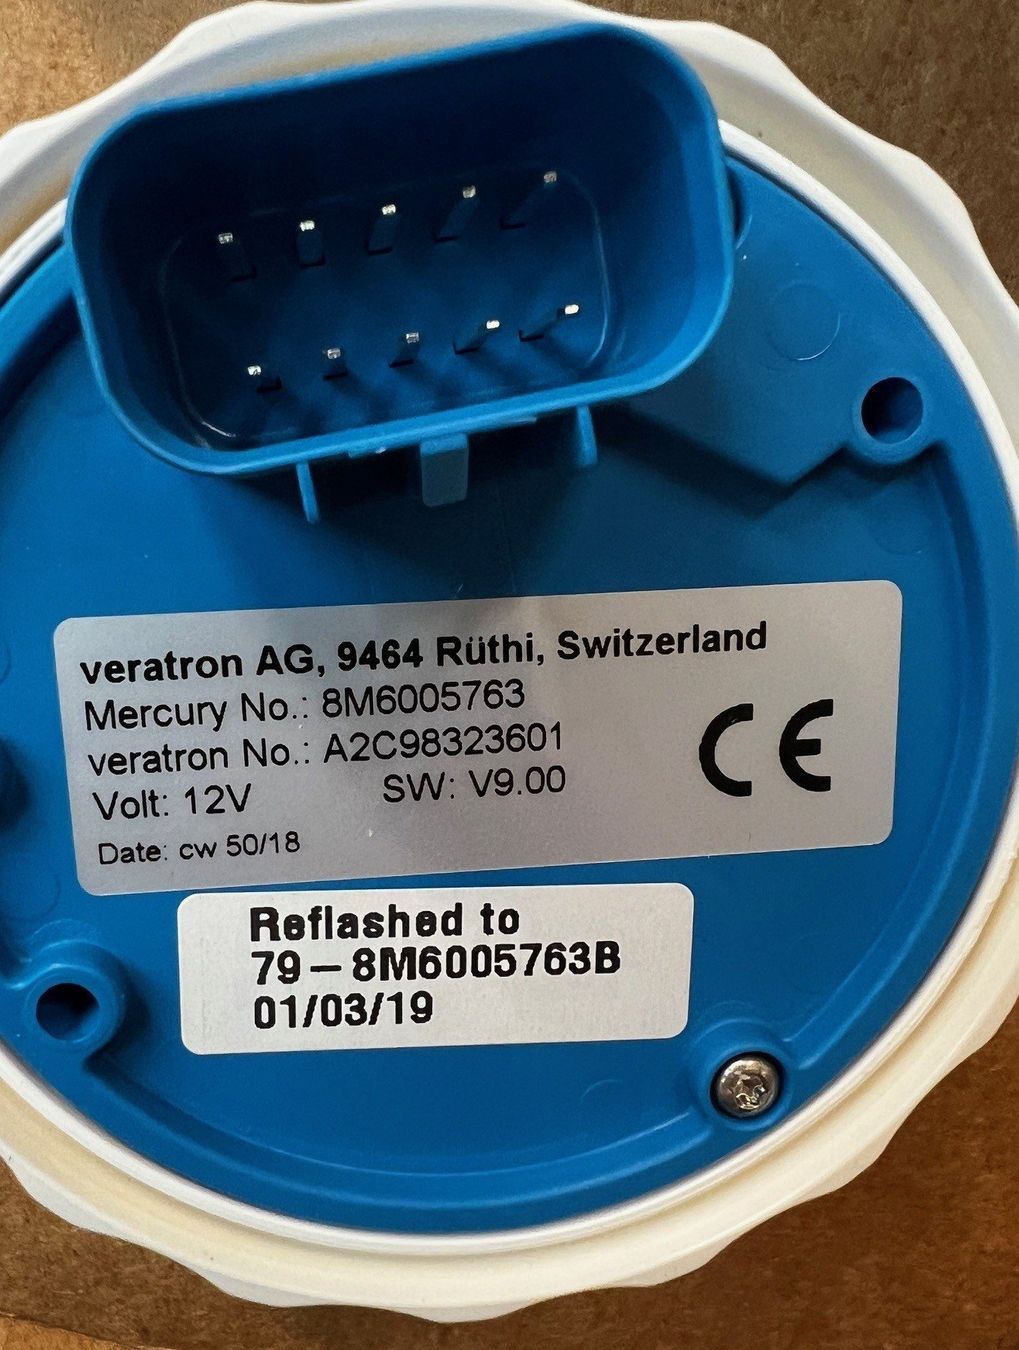 veratron AG, 9464 Rüthi, Switzerland
Mercury No.: 8M6005763
veratron No.: A2C98323601
Volt: 12V SW: V9.00
Date: cw 50/18
CE
Reflashed to
79-8M6005763B
01/03/19